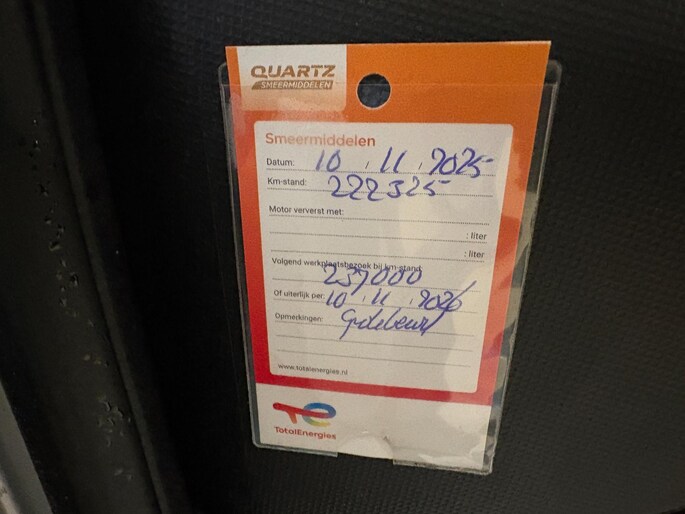 QUARTZ
SMEERMIDDELEN
Smeermiddelen
Datum: 10 . 11 . 2025
Km-stand: 222325
Motor ververst met:
: liter
: liter
Volgend werkplaatsbezoek bij km-stand:
237000
Of uiterlijk per: 10 . 11 . 2026
Opmerkingen:
www.totalenergies.nl
TotalEnergies